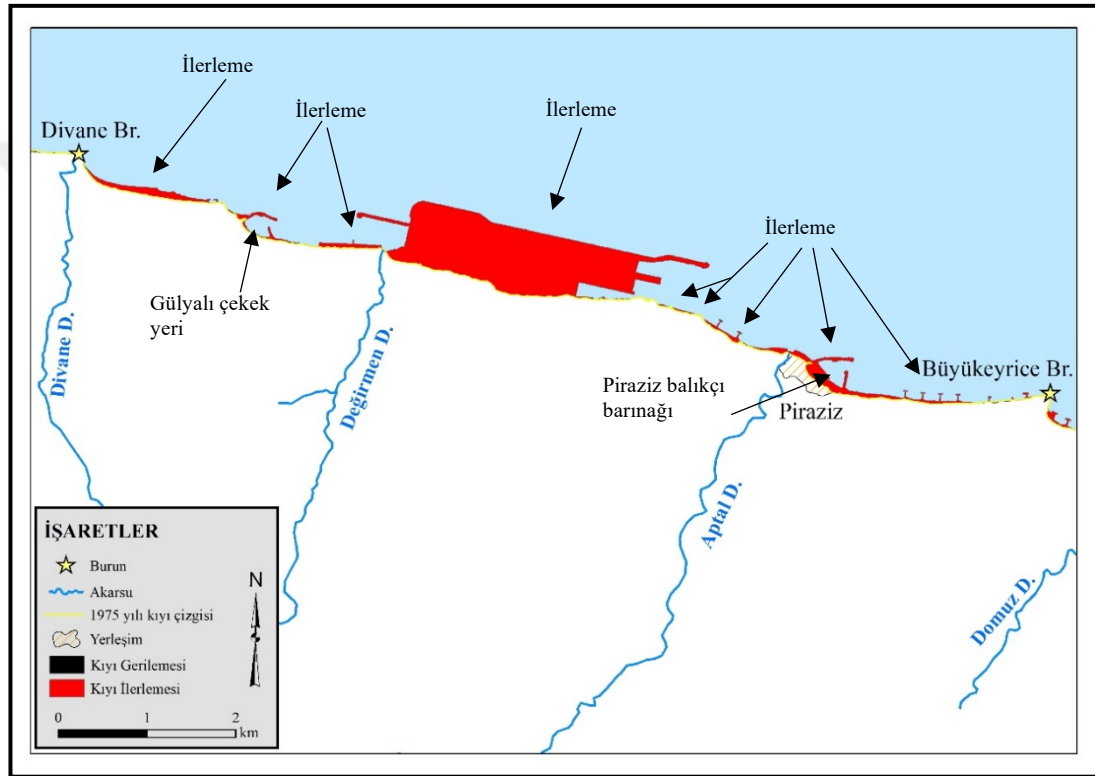 İlerleme
İlerleme
İlerleme
Divane Br.
İlerleme
Gülyalı çekek
yeri
Divane D.
Değirmen D.
Büyükeyrice Br.
Piraziz balıkçı
barınağı
Piraziz
Aptal D.
Domuz D.
İŞARETLER
Burun
Akarsu
1975 yılı kıyı çizgisi
Yerleşim
Kıyı Gerilemesi
Kıyı İlerlemesi
N
0 1 2
km